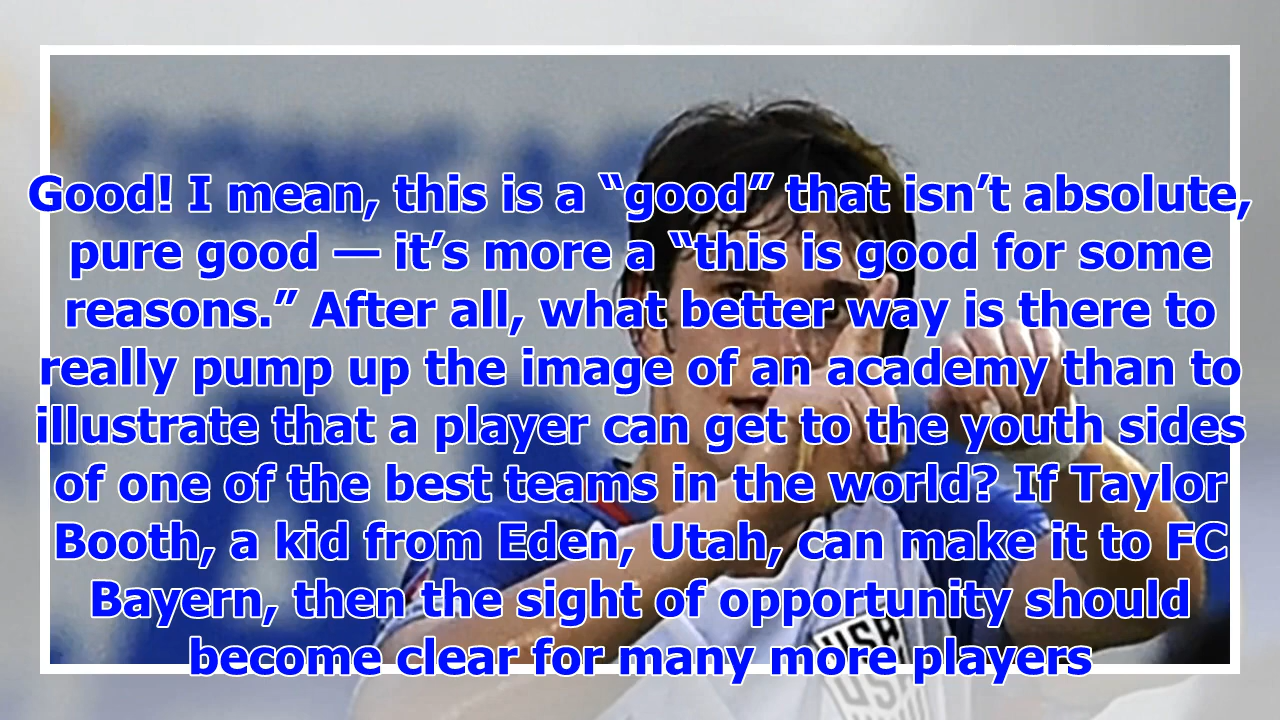 Good! I mean, this is a “good” that isn’t absolute,
pure good — it’s more a “this is good for some
reasons.” After all, what better way is there to
really pump up the image of an academy than to
illustrate that a player can get to the youth sides
of one of the best teams in the world? If Taylor
Booth, a kid from Eden, Utah, can make it to FC
Bayern, then the sight of opportunity should
become clear for many more players
USA